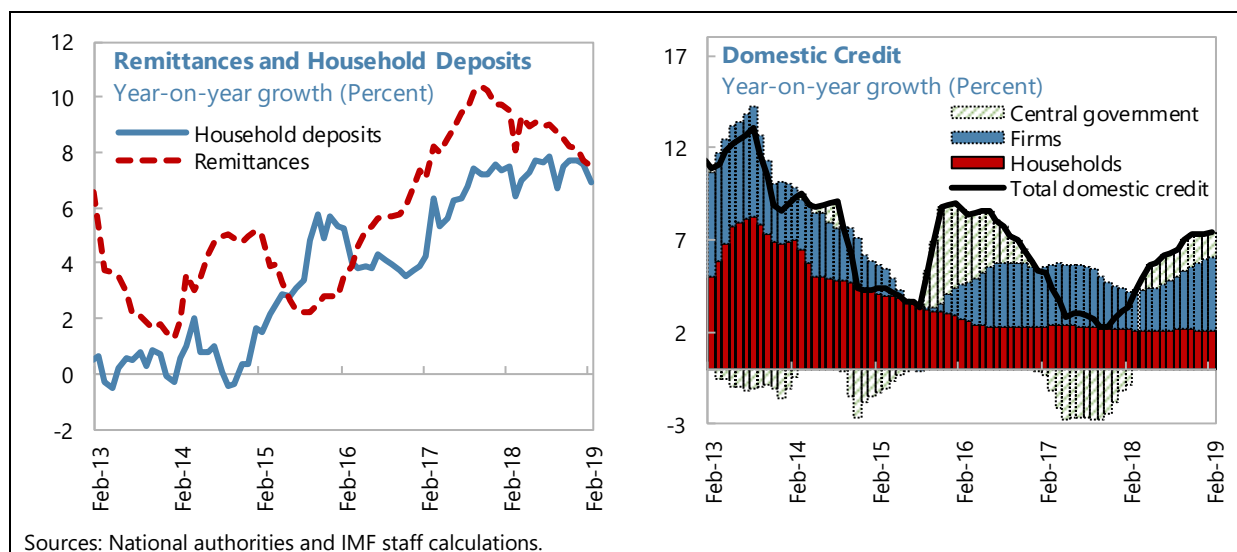 Remittances and Household Deposits
Year-on-year growth (Percent)
Household deposits
Remittances
12
10
8
6
4
2
0
-2
Feb-13
Feb-14
Feb-15
Feb-16
Feb-17
Feb-18
Feb-19
Domestic Credit
Year-on-year growth (Percent)
Central government
Firms
Households
Total domestic credit
17
12
7
2
-3
Feb-13
Feb-14
Feb-15
Feb-16
Feb-17
Feb-18
Feb-19
Sources: National authorities and IMF staff calculations.